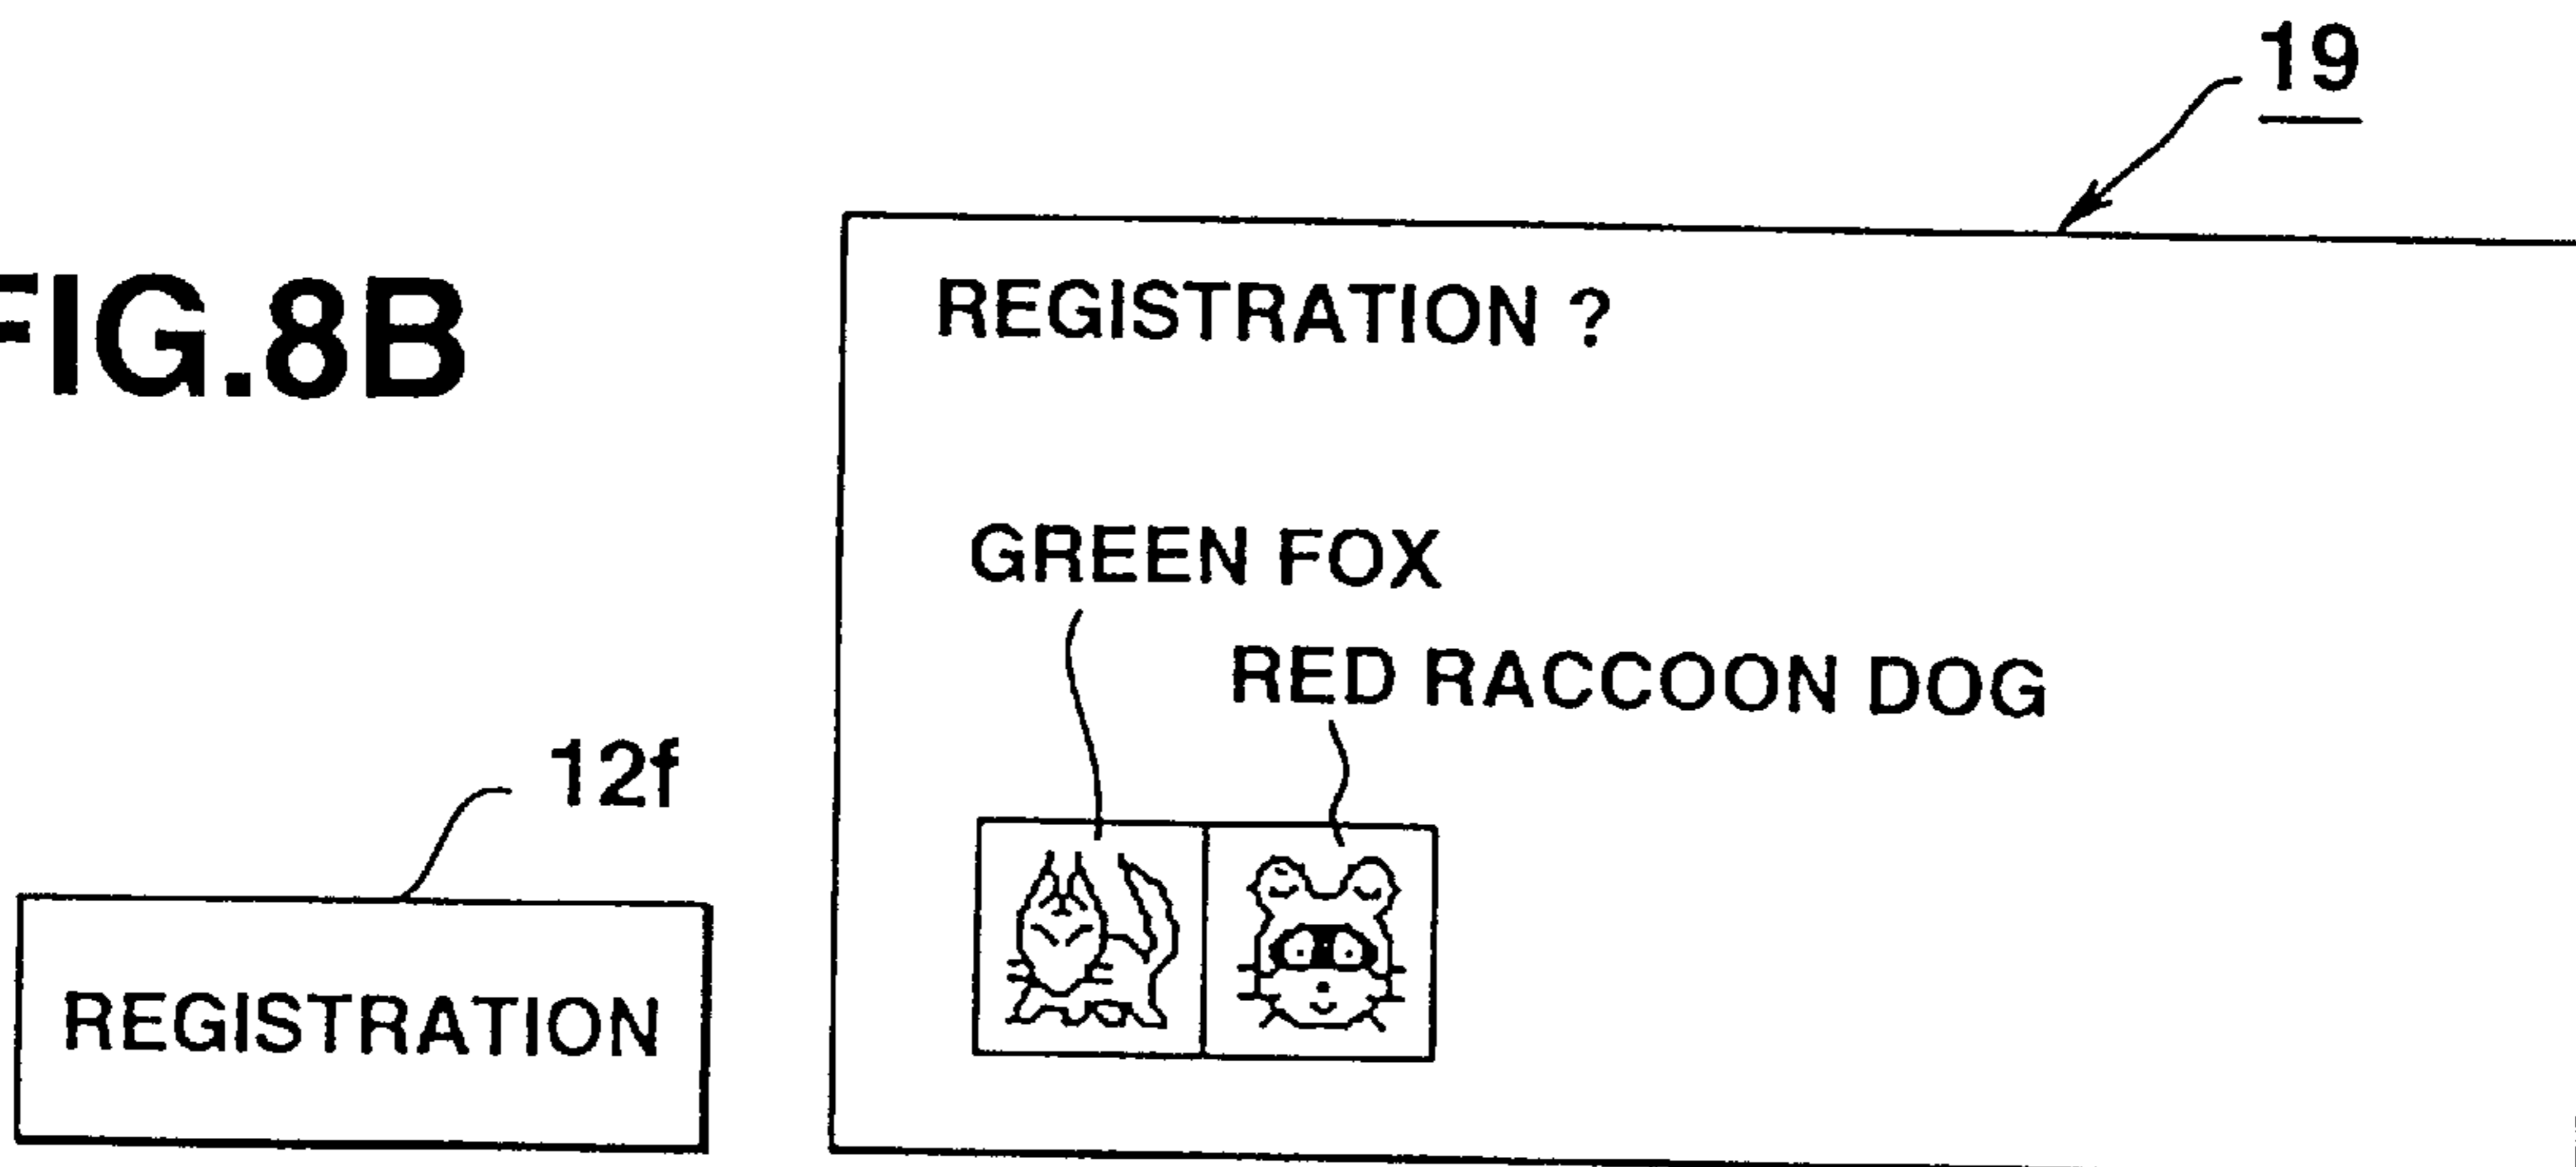 19
FIG.8B
REGISTRATION ?
GREEN FOX
RED RACCOON DOG
12f
REGISTRATION